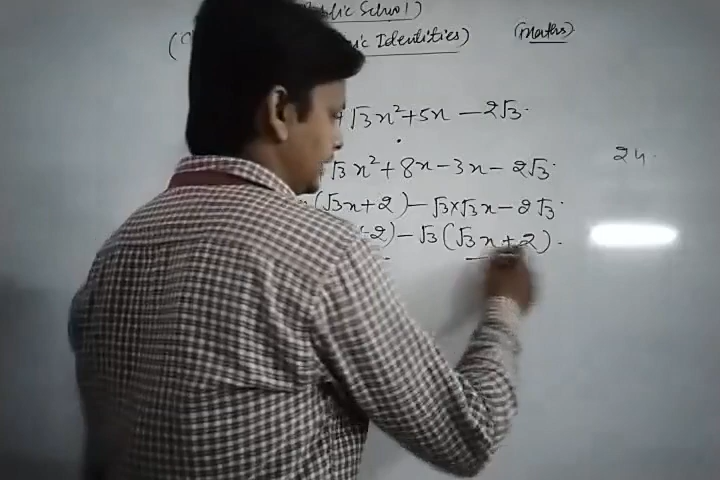 Public School)
( Identities) (Maths)
√3x²+5x - 2√3.
√3x² + 8x - 3x - 2√3.
24.
(√3x+2) - √3×√3x - 2√3.
2) - √3 (√3x+2).